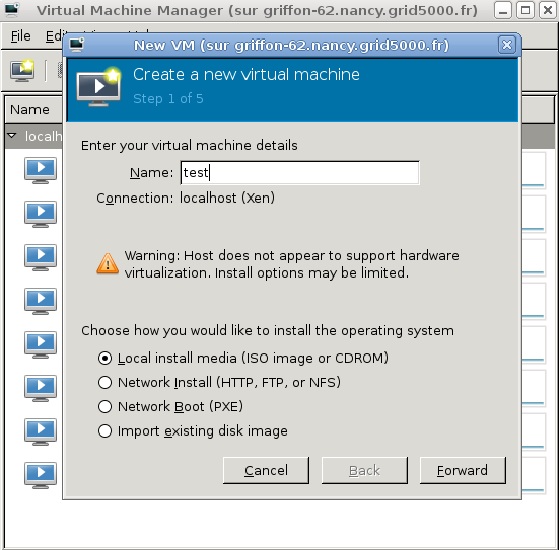 Virtual Machine Manager (sur griffon-62.nancy.grid5000.fr)
File
New VM (sur griffon-62.nancy.grid5000.fr)
Create a new virtual machine
Step 1 of 5
Name
localh
Enter your virtual machine details
Name: test
Connection: localhost (Xen)
Warning: Host does not appear to support hardware
virtualization. Install options may be limited.
Choose how you would like to install the operating system
Local install media (ISO image or CDROM)
Network Install (HTTP, FTP, or NFS)
Network Boot (PXE)
Import existing disk image
Cancel
Back
Forward